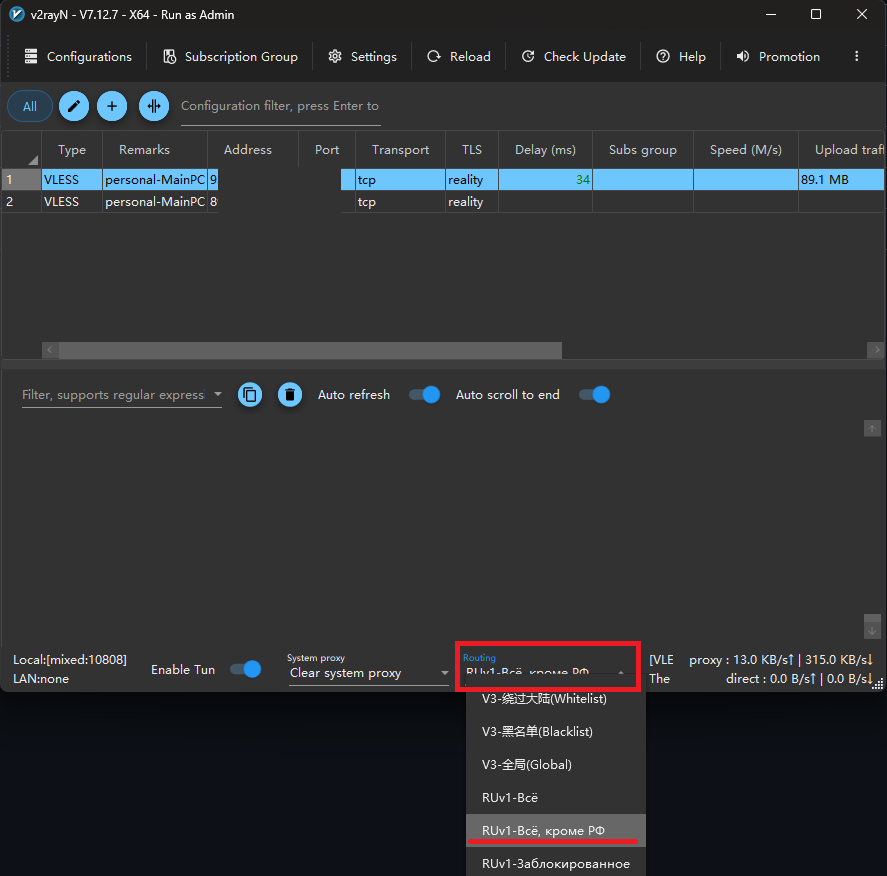 v2rayN - V7.12.7 - X64 - Run as Admin
Configurations Subscription Group Settings Reload Check Update Help Promotion
All Configuration filter, press Enter to
Type Remarks Address Port Transport TLS Delay (ms) Subs group Speed (M/s) Upload traff
1 VLESS personal-MainPC 9 tcp reality 34 89.1 MB
2 VLESS personal-MainPC 8 tcp reality
Filter, supports regular expressi Auto refresh Auto scroll to end
Local:[mixed:10808]
LAN:none
Enable Tun
System proxy
Clear system proxy
Routing
RUv1-Всё, кроме РФ
[VLE proxy : 13.0 KB/s↑ | 315.0 KB/s↓
The direct : 0.0 B/s↑ | 0.0 B/s↓
V3-绕过大陆(Whitelist)
V3-黑名单(Blacklist)
V3-全局(Global)
RUv1-Всё
RUv1-Всё, кроме РФ
RUv1-Заблокированное